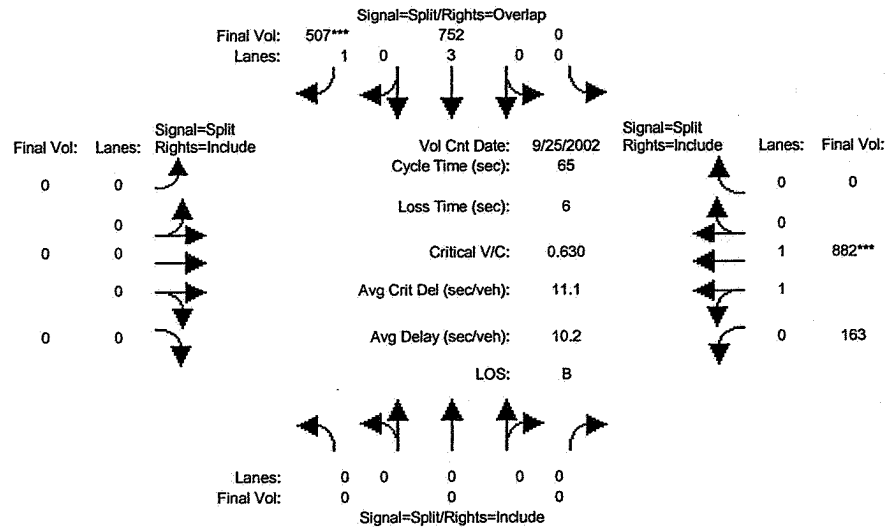 Signal=Split/Rights=Overlap
Final Vol: 507*** 752 0
Lanes: 1 0 3 0 0
Signal=Split
Final Vol: Lanes: Rights=Include
Vol Cnt Date: 9/25/2002
Signal=Split
Rights=Include Lanes: Final Vol:
Cycle Time (sec): 65
0 0
0 0
Loss Time (sec): 6
0
0
0 0
Critical V/C: 0.630
1 882***
0
Avg Crit Del (sec/veh): 11.1
1
0 0
Avg Delay (sec/veh): 10.2
0 163
LOS: B
Lanes: 0 0 0 0 0
Final Vol: 0 0 0
Signal=Split/Rights=Include